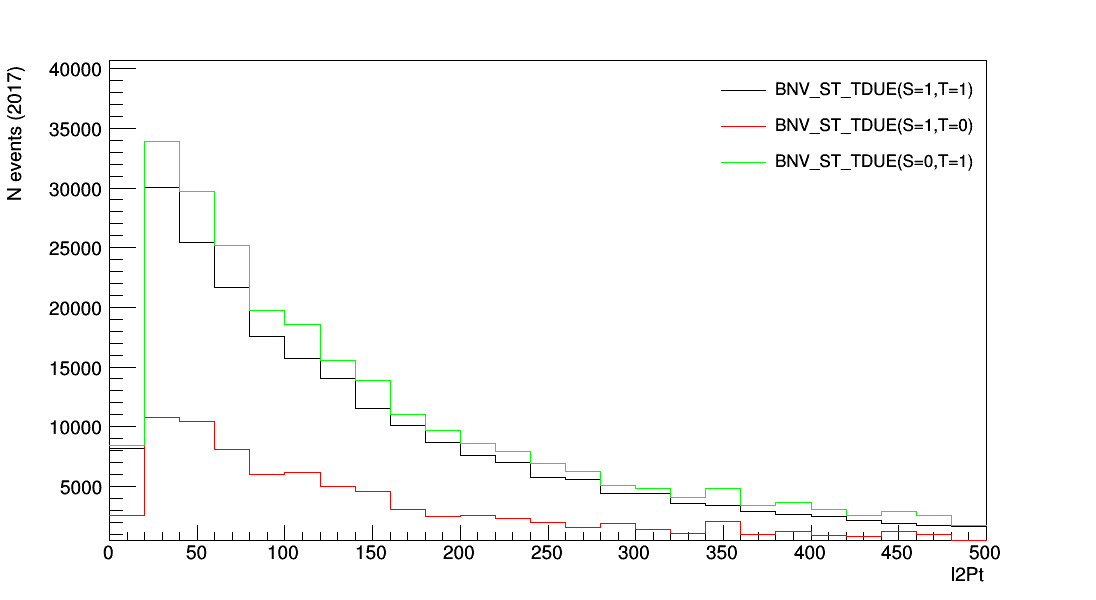 N events (2017)
40000
35000
30000
25000
20000
15000
10000
5000
BNV_ST_TDUE(S=1,T=1)
BNV_ST_TDUE(S=1,T=0)
BNV_ST_TDUE(S=0,T=1)
0 50 100 150 200 250 300 350 400 450 500
l2Pt